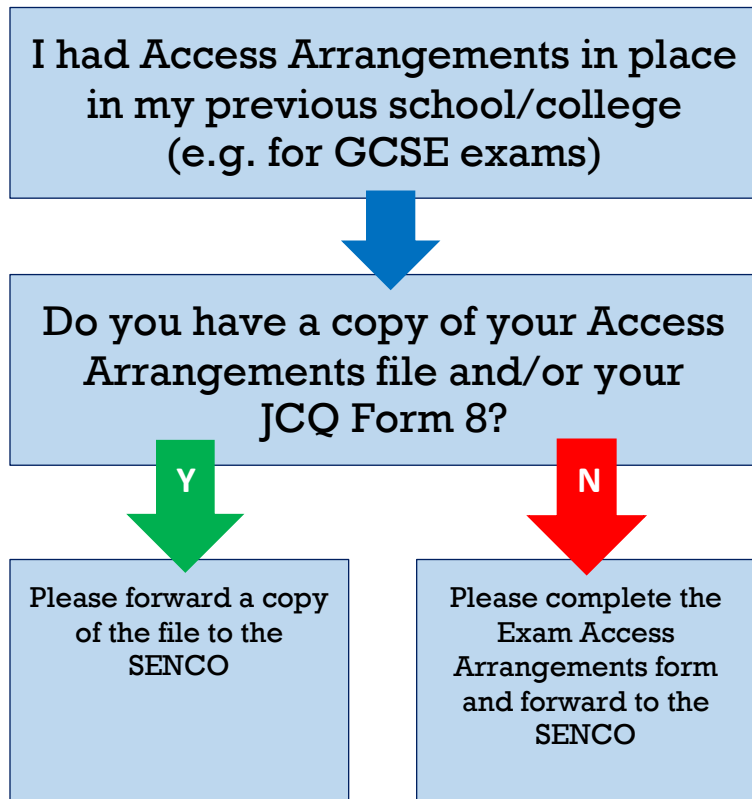 I had Access Arrangements in place
in my previous school/college
(e.g. for GCSE exams)
Do you have a copy of your Access
Arrangements file and/or your
JCQ Form 8?
Y
N
Please forward a copy
of the file to the
SENCO
Please complete the
Exam Access
Arrangements form
and forward to the
SENCO